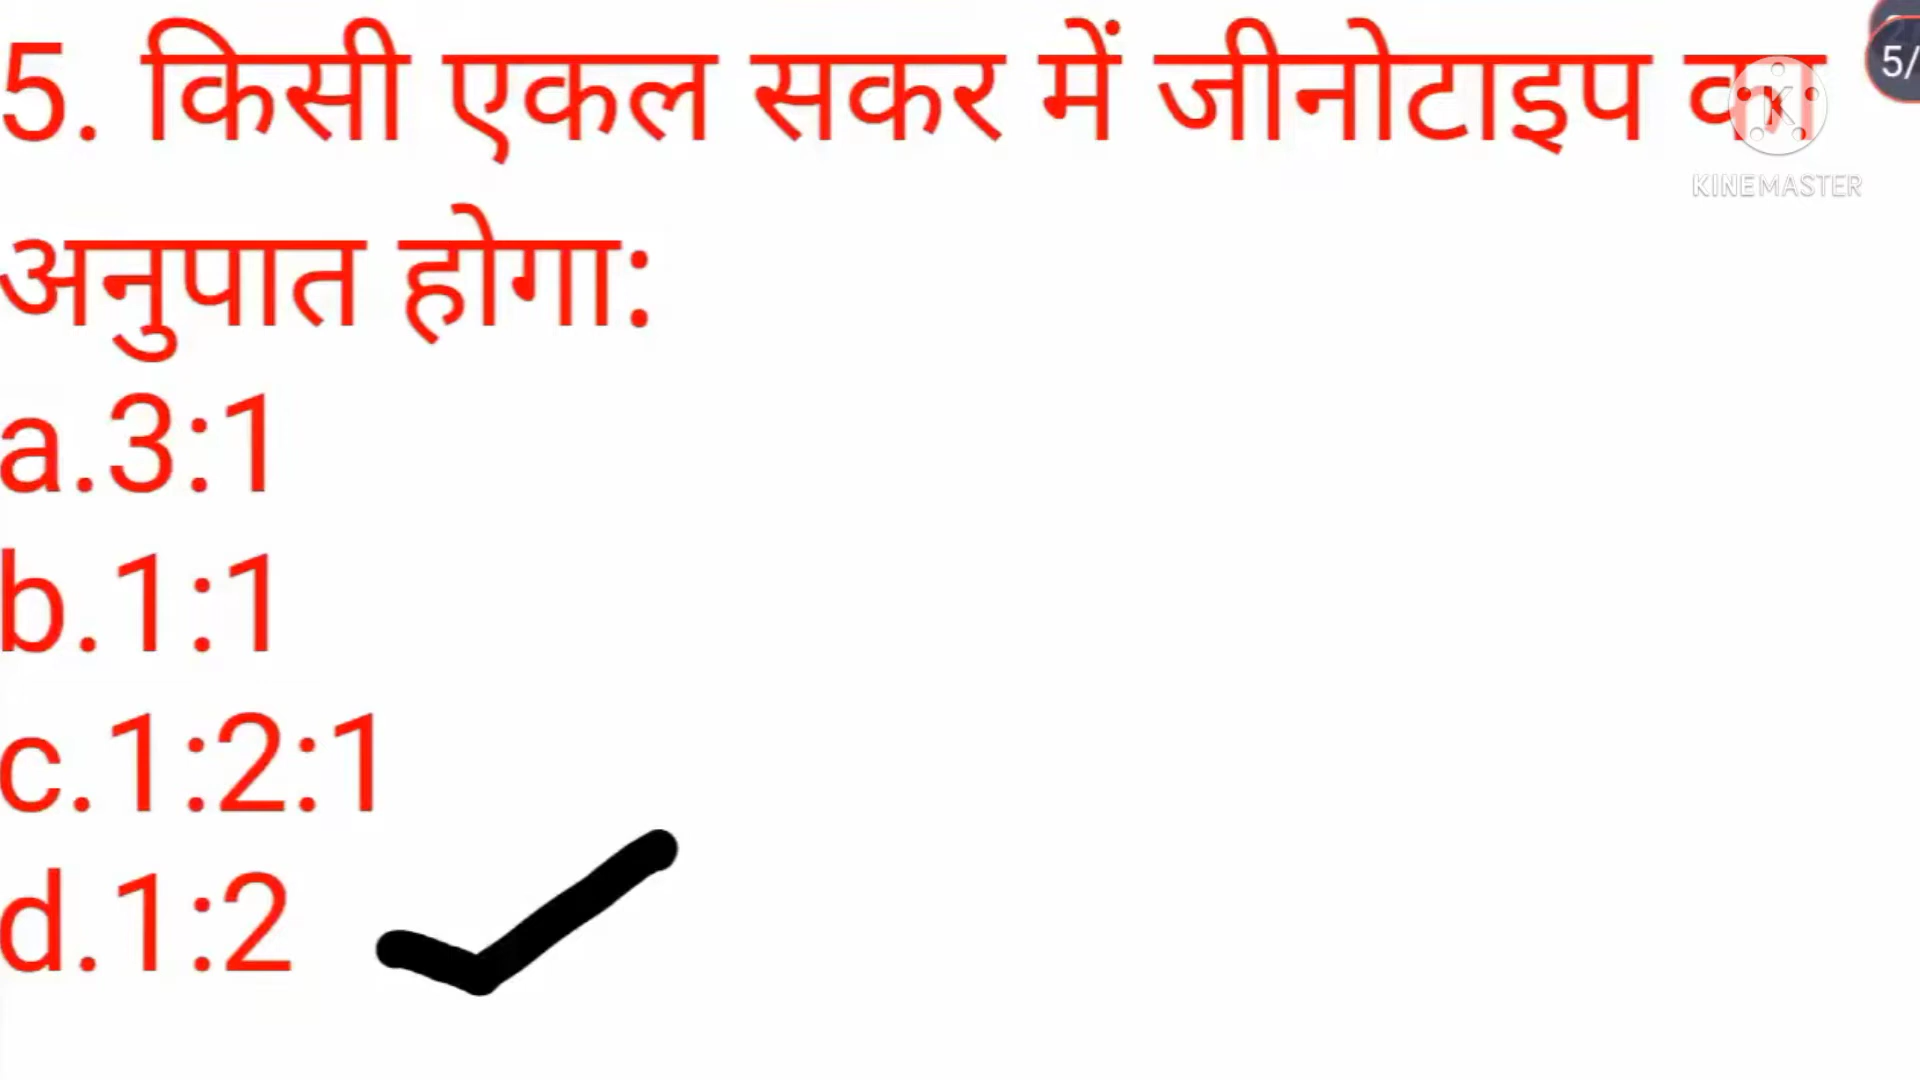 5. किसी एकल सकर में जीनोटाइप का
5/
KINEMASTER
अनुपात होगा:
a.3:1
b.1:1
c.1:2:1
d.1:2